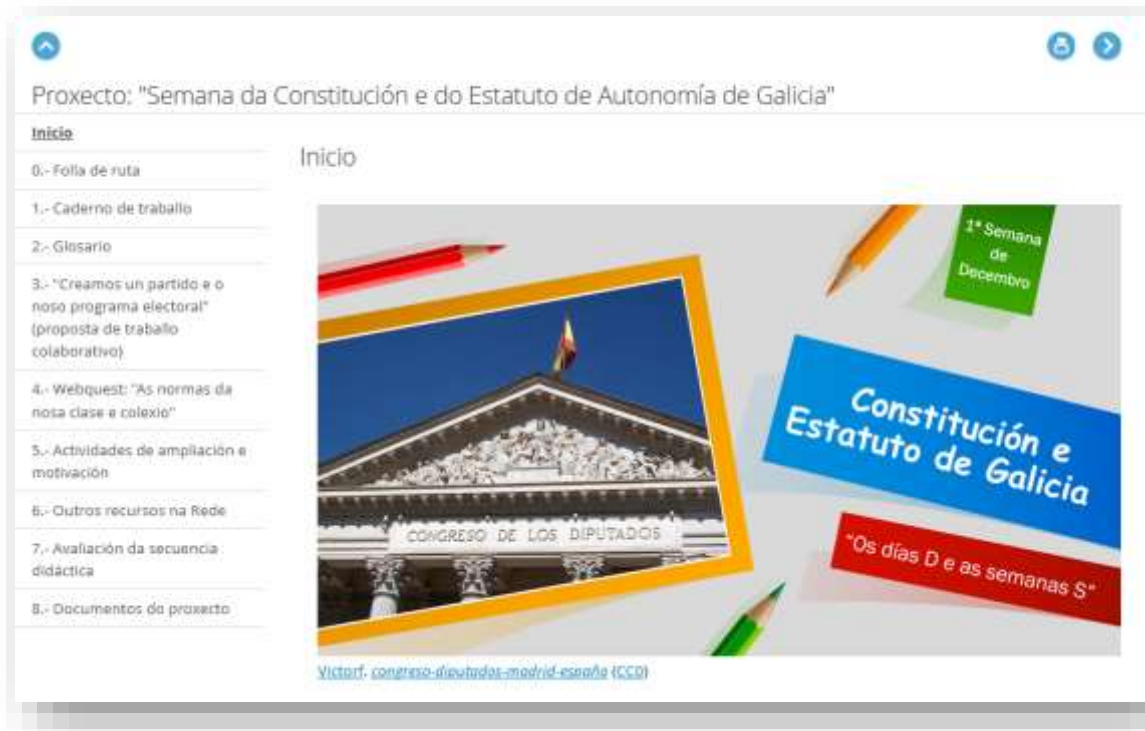 Proxecto: "Semana da Constitución e do Estatuto de Autonomía de Galicia"
Inicio
0.- Folla de ruta
1.- Caderno de traballo
2.- Glosario
3.- "Creamos un partido e o
noso programa electoral"
(proposta de traballo
colaborativo)
4.- Webquest: "As normas da
nosa clase e colexio"
5.- Actividades de ampliación e
motivación
6.- Outros recursos na Rede
7.- Avaliación da secuencia
didáctica
8.- Documentos do proxecto
Inicio
1ª Semana
de
Decembro
Constitución e
Estatuto de Galicia
"Os días D e as semanas S"
CONGRESO DE LOS DIPUTADOS
Victorf. congreso-diputados-madrid-españa (CC0)